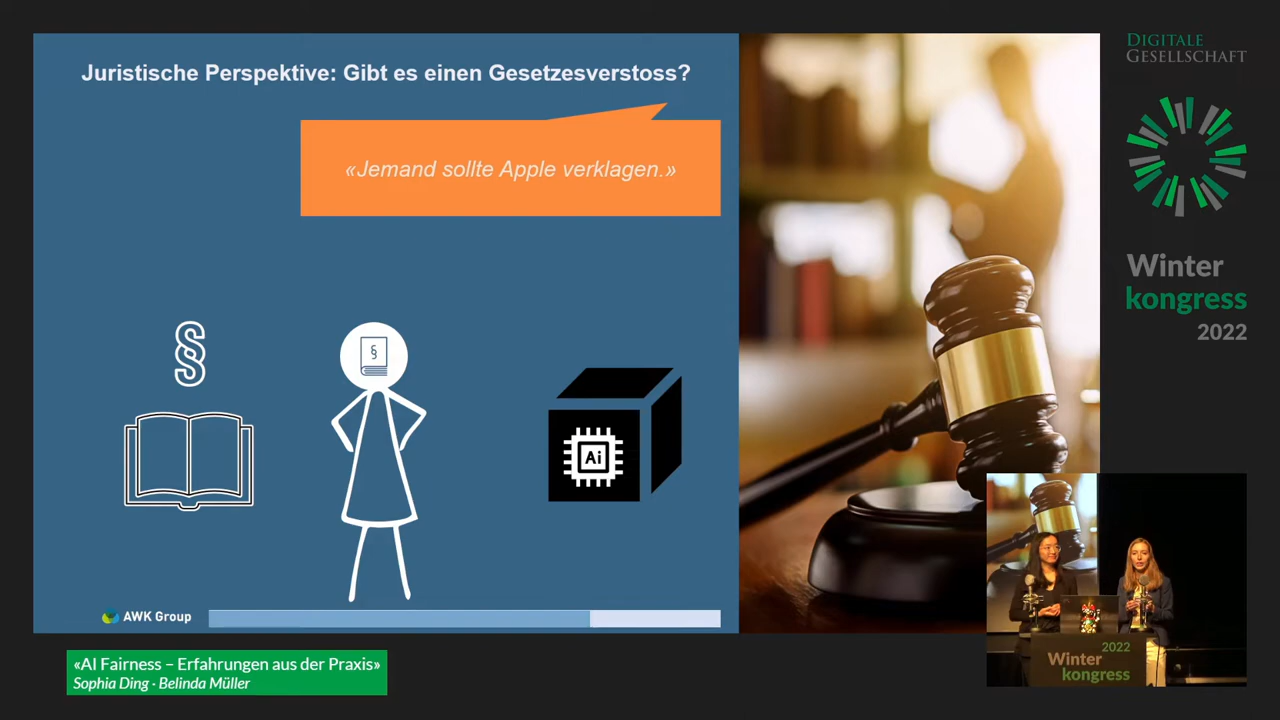 Juristische Perspektive: Gibt es einen Gesetzesverstoss?
«Jemand sollte Apple verklagen.»
§
§
Ai
AWK Group
«AI Fairness – Erfahrungen aus der Praxis»
Sophia Ding · Belinda Müller
DIGITALE
GESELLSCHAFT
Winter
kongress
2022
2022
Winter
kongress